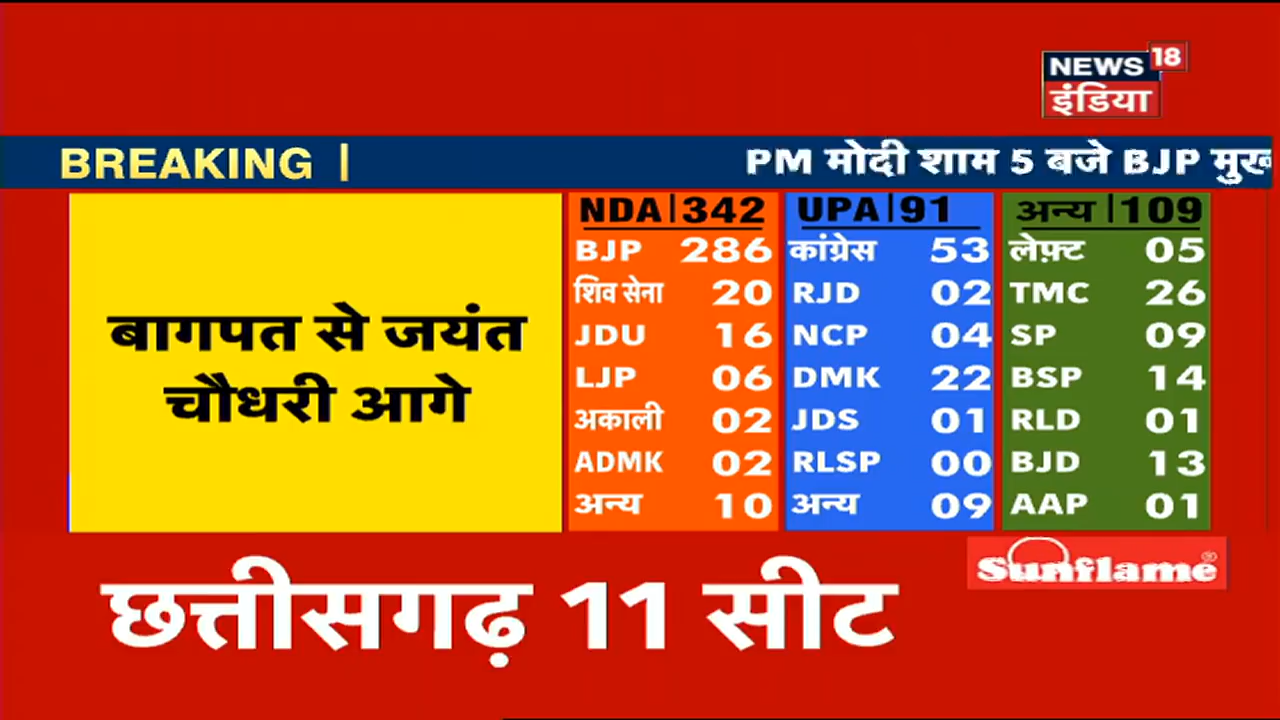 NEWS 18
इंडिया
BREAKING | PM मोदी शाम 5 बजे BJP
बागपत से जयंत
चौधरी आगे
NDA | 342
BJP 286
शिव सेना 20
JDU 16
LJP 06
अकाली 02
ADMK 02
अन्य 10
UPA | 91
कांग्रेस 53
RJD 02
NCP 04
DMK 22
JDS 01
RLSP 00
अन्य 09
अन्य | 109
लेफ़्ट 05
TMC 26
SP 09
BSP 14
RLD 01
BJD 13
AAP 01
Sunflame®
छत्तीसगढ़ 11 सीट